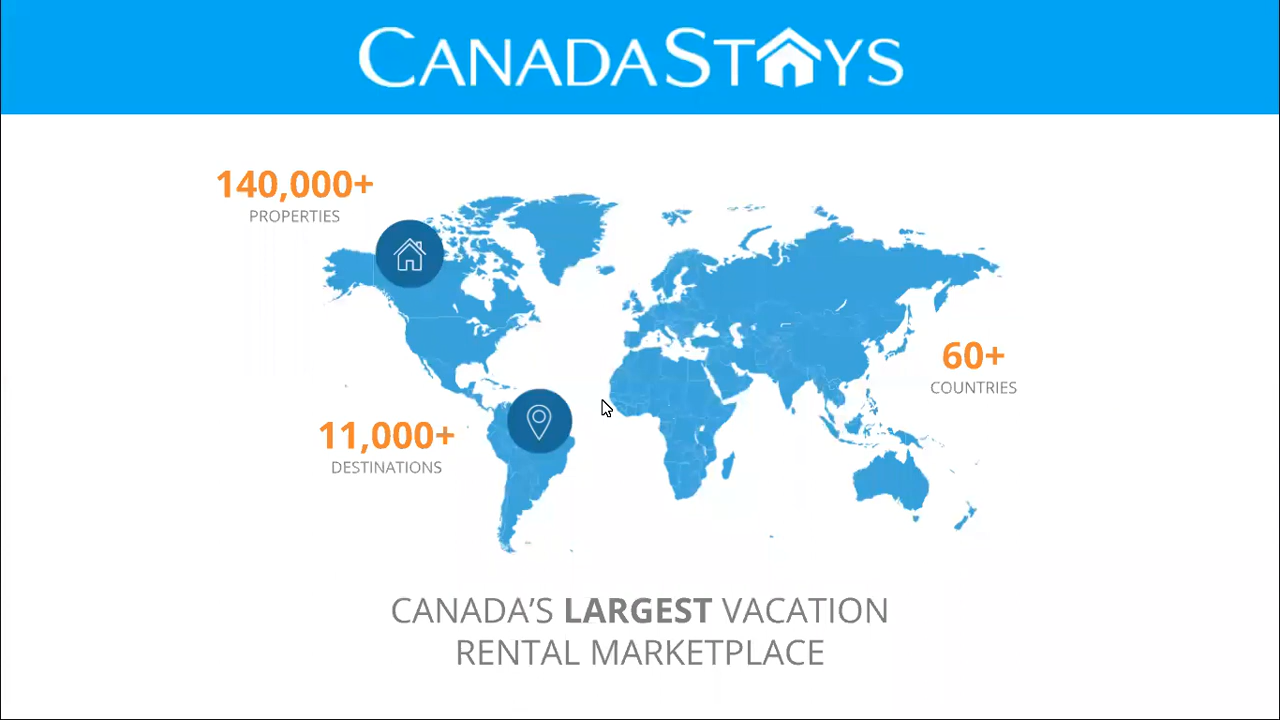 CANADASTAYS
140,000+
PROPERTIES
60+
COUNTRIES
11,000+
DESTINATIONS
CANADA'S LARGEST VACATION
RENTAL MARKETPLACE